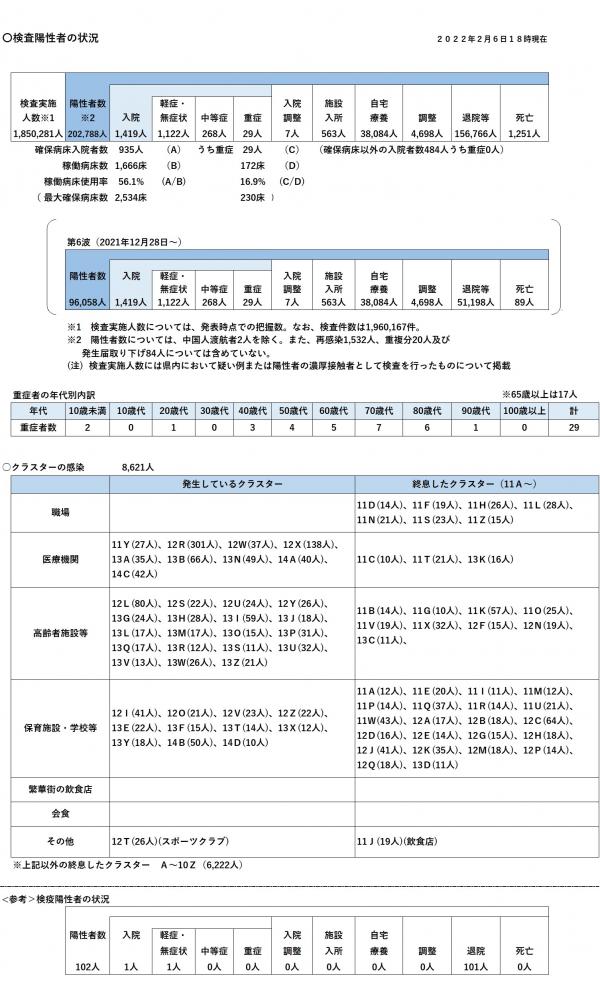 〇検査陽性者の状況
２０２２年２月６日１８時現在
検査実施人数※1 陽性者数※2 入院 軽症・無症状 中等症 重症 入院調整 施設入所 自宅療養 調整 退院等 死亡
1,850,281人 202,788人 1,419人 1,122人 268人 29人 7人 563人 38,084人 4,698人 156,766人 1,251人
確保病床入院者数 935人 （A） うち重症 29人 （C） （確保病床以外の入院者数484人うち重症0人）
稼働病床数 1,666床 （B） 172床 （D）
稼働病床使用率 56.1% （A/B） 16.9% （C/D）
（ 最大確保病床数 2,534床 230床 ）
第6波（2021年12月28日～）
陽性者数 入院 軽症・無症状 中等症 重症 入院調整 施設入所 自宅療養 調整 退院等 死亡
96,058人 1,419人 1,122人 268人 29人 7人 563人 38,084人 4,698人 51,198人 89人
※1 検査実施人数については、発表時点での把握数。なお、検査件数は1,960,167件。
※2 陽性者数については、中国人渡航者2人を除く。また、再感染1,532人、重複分20人及び
発生届取り下げ84人については含めていない。
(注) 検査実施人数には県内において疑い例または陽性者の濃厚接触者として検査を行ったものについて掲載
重症者の年代別内訳
※65歳以上は17人
年代 10歳未満 10歳代 20歳代 30歳代 40歳代 50歳代 60歳代 70歳代 80歳代 90歳代 100歳以上 計
重症者数 2 0 1 0 3 4 5 7 6 1 0 29
〇クラスターの感染 8,621人
発生しているクラスター 終息したクラスター（11Ａ～）
職場
11Ｄ(14人)、11Ｆ(19人)、11Ｈ(26人)、11Ｌ(28人)、
11Ｎ(21人)、11Ｓ(23人)、11Ｚ(15人)
医療機関
11Ｙ(27人)、12Ｒ(301人)、12Ｗ(37人)、12Ｘ(138人)、
13Ａ(35人)、13Ｂ(66人)、13Ｎ(49人)、14Ａ(40人)、
14Ｃ(42人)
11Ｃ(10人)、11Ｔ(21人)、13Ｋ(16人)
高齢者施設等
12Ｌ(80人)、12Ｓ(22人)、12Ｕ(24人)、12Ｙ(26人)、
13Ｇ(24人)、13Ｈ(28人)、13Ｉ(59人)、13Ｊ(18人)、
13Ｌ(17人)、13Ｍ(17人)、13Ｏ(15人)、13Ｐ(31人)、
13Ｑ(17人)、13Ｒ(12人)、13Ｓ(11人)、13Ｕ(32人)、
13Ｖ(13人)、13Ｗ(26人)、13Ｚ(21人)
11Ｂ(14人)、11Ｇ(10人)、11Ｋ(57人)、11Ｏ(25人)、
11Ｖ(19人)、11Ｘ(32人)、12Ｆ(15人)、12Ｎ(19人)、
13Ｃ(11人)、
保育施設・学校等
12Ｉ(41人)、12Ｏ(21人)、12Ｖ(23人)、12Ｚ(22人)、
13Ｅ(22人)、13Ｆ(15人)、13Ｔ(14人)、13Ｘ(12人)、
13Ｙ(18人)、14Ｂ(50人)、14Ｄ(10人)
11Ａ(12人)、11Ｅ(20人)、11Ｉ(11人)、11Ｍ(12人)、
11Ｐ(14人)、11Ｑ(37人)、11Ｒ(14人)、11Ｕ(21人)、
11Ｗ(43人)、12Ａ(17人)、12Ｂ(18人)、12Ｃ(64人)、
12Ｄ(16人)、12Ｅ(14人)、12Ｇ(15人)、12Ｈ(18人)、
12Ｊ(41人)、12Ｋ(35人)、12Ｍ(18人)、12Ｐ(14人)、
12Ｑ(18人)、13Ｄ(11人)
繁華街の飲食店
会食
その他 12Ｔ(26人)(スポーツクラブ) 11Ｊ(19人)(飲食店)
※上記以外の終息したクラスター Ａ～10Ｚ（6,222人）
<参考>検疫陽性者の状況
陽性者数 入院 軽症・無症状 中等症 重症 入院調整 施設入所 自宅療養 調整 退院 死亡
102人 1人 1人 0人 0人 0人 0人 0人 0人 101人 0人